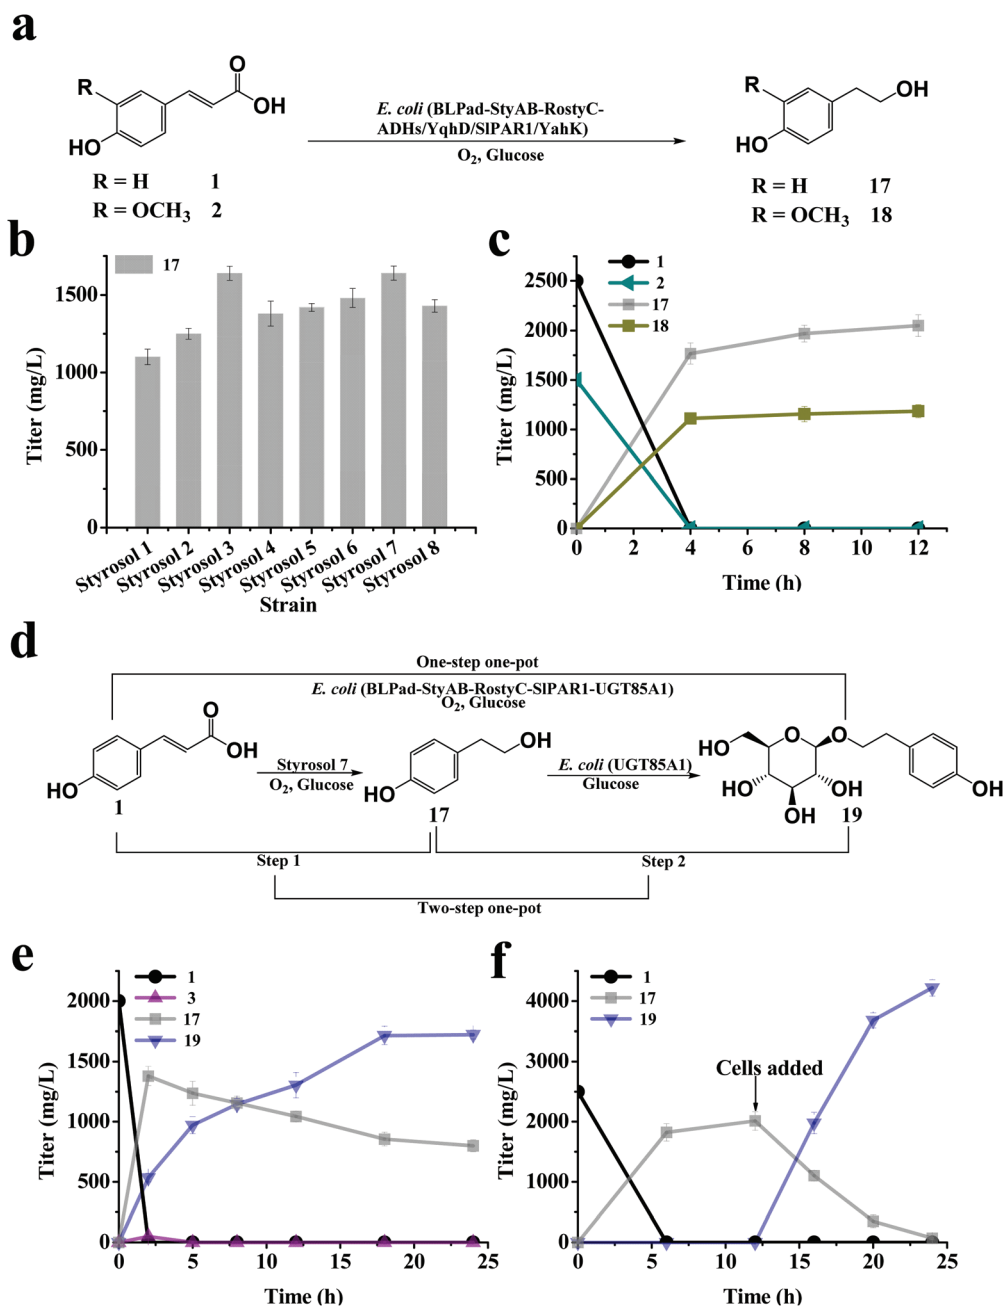 a
R
HO
O
OH
R = H 1
R = OCH3 2
E. coli (BLPad-StyAB-RostyC-
ADHs/YqhD/SlPAR1/YahK)
O2, Glucose
R
HO
OH
R = H 17
R = OCH3 18
b
17
1500
1000
500
0
Titer (mg/L)
Styrosol 1
Styrosol 2
Styrosol 3
Styrosol 4
Styrosol 5
Styrosol 6
Styrosol 7
Styrosol 8
Strain
c
1
2
17
18
2500
2000
1500
1000
500
0
Titer (mg/L)
0 2 4 6 8 10 12
Time (h)
d
One-step one-pot
E. coli (BLPad-StyAB-RostyC-SlPAR1-UGT85A1)
O2, Glucose
O
OH
HO
1
Styrosol 7
O2, Glucose
OH
HO
17
E. coli (UGT85A1)
Glucose
HO
O
O
HO
OH
OH
OH
19
Step 1
Step 2
Two-step one-pot
e
1
3
17
19
2000
1500
1000
500
0
Titer (mg/L)
0 5 10 15 20 25
Time (h)
f
1
17
19
Cells added
4000
3000
2000
1000
0
Titer (mg/L)
0 5 10 15 20 25
Time (h)